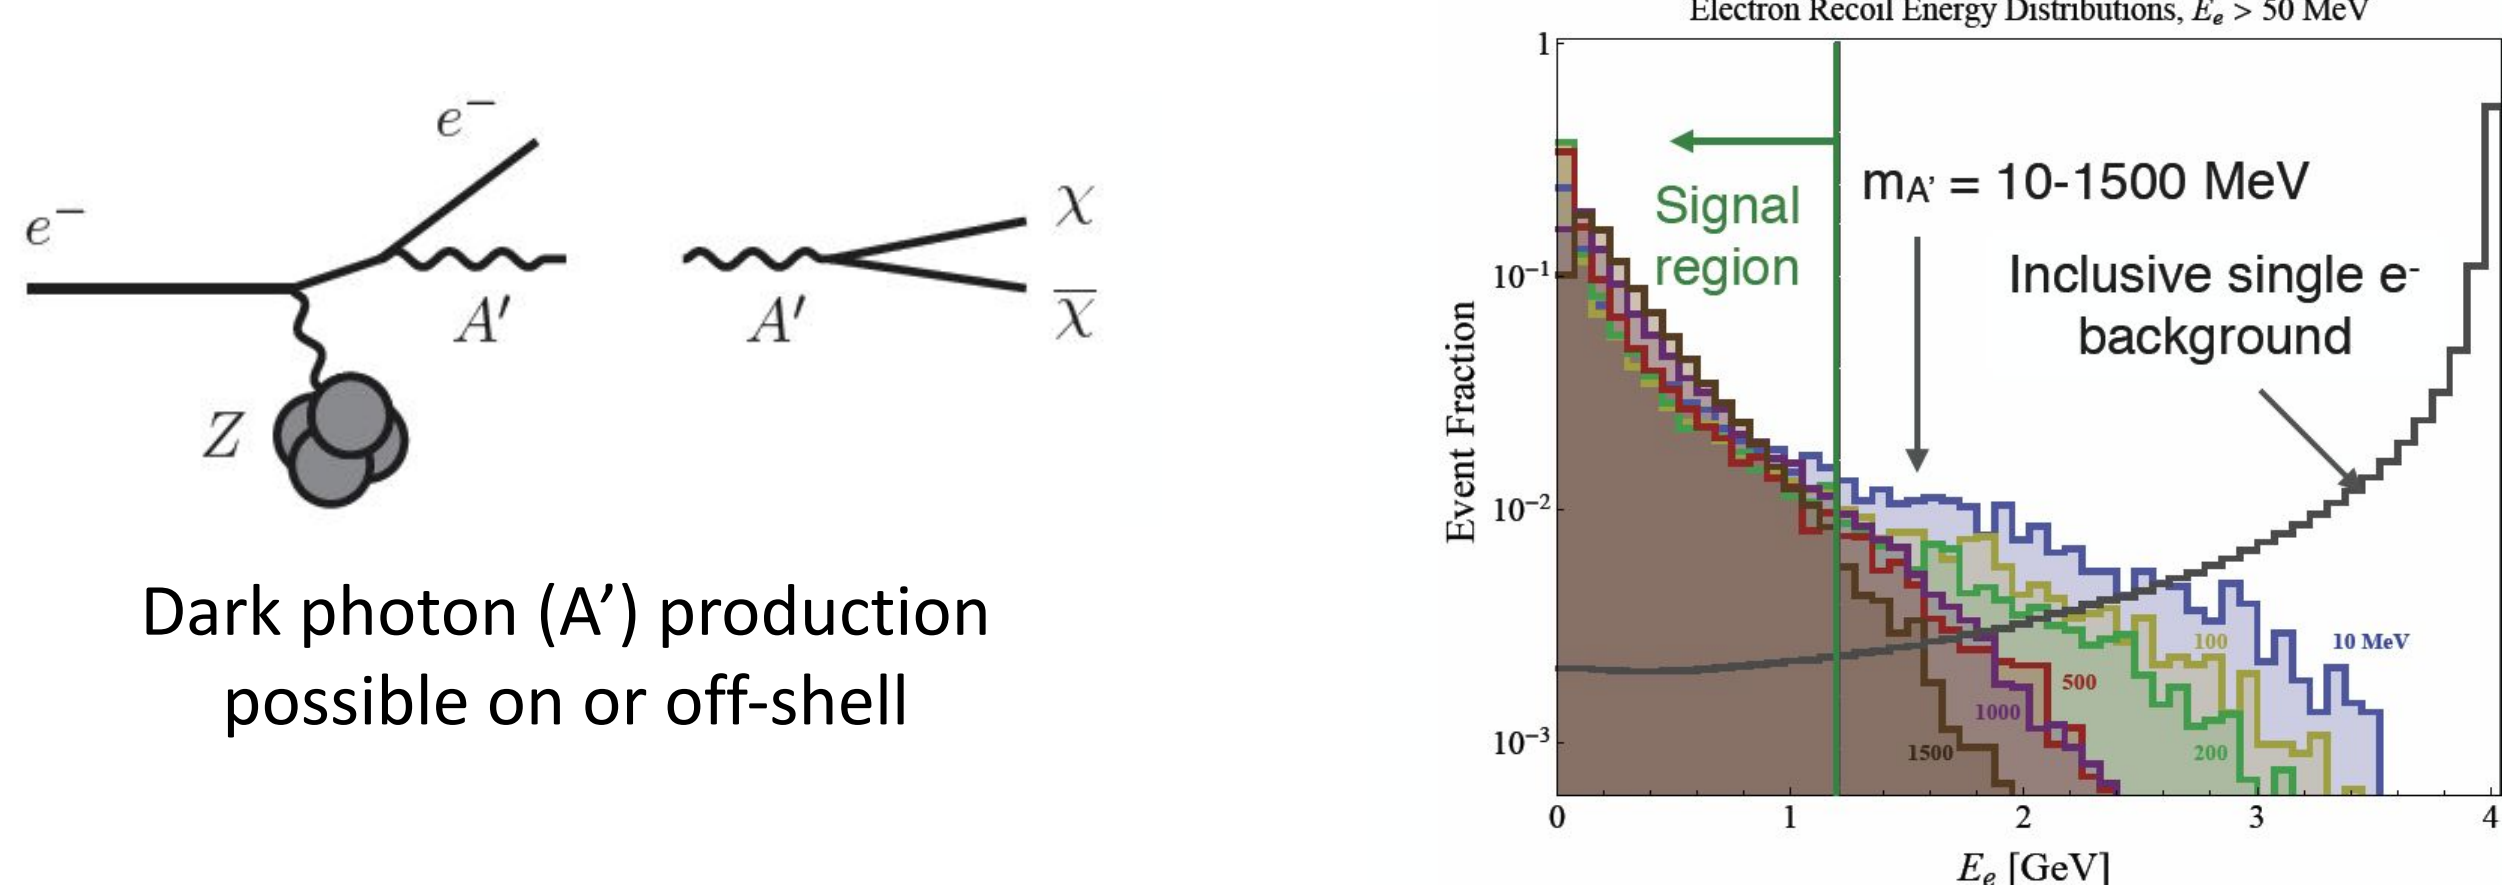 e⁻
e⁻
A′
Z
A′
χ
χ̅
Dark photon (A’) production
possible on or off-shell
Electron Recoil Energy Distributions, Eₑ > 50 MeV
Event Fraction
1
10⁻¹
10⁻²
10⁻³
Signal
region
mA' = 10-1500 MeV
Inclusive single e-
background
10 MeV
100
500
1000
1500
200
0
1
2
3
4
Eₑ [GeV]